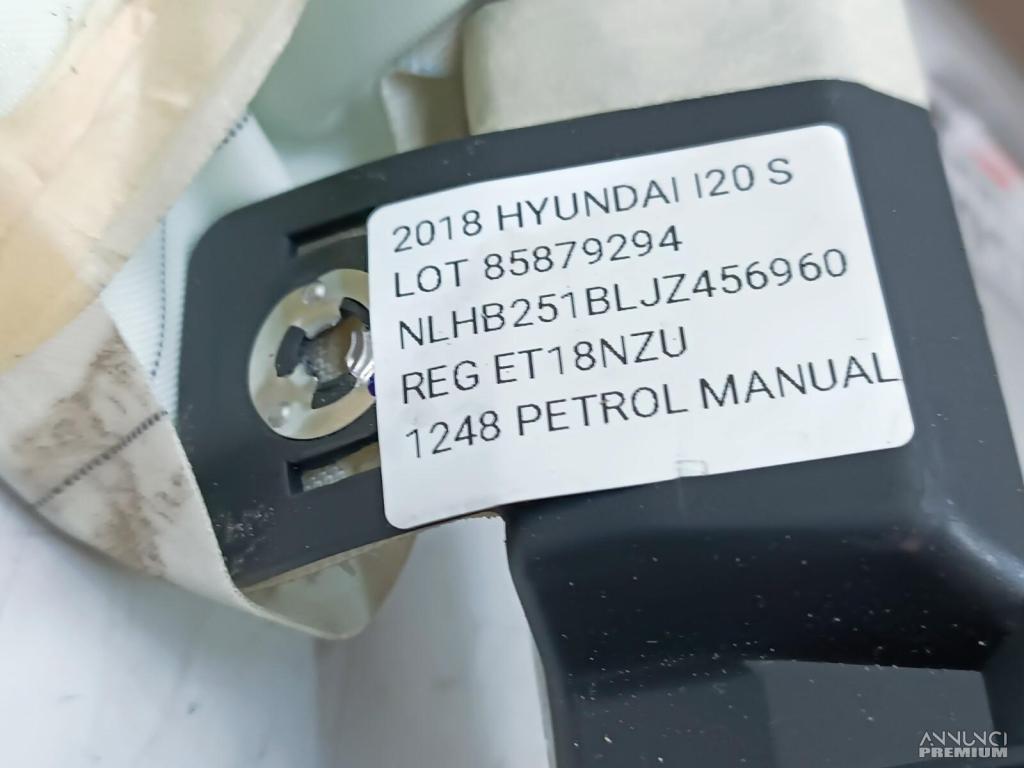 2018 HYUNDAI I20 S
LOT 85879294
NLHB251BLJZ456960
REG ET18NZU
1248 PETROL MANUAL
ANNUNCI
PREMIUM